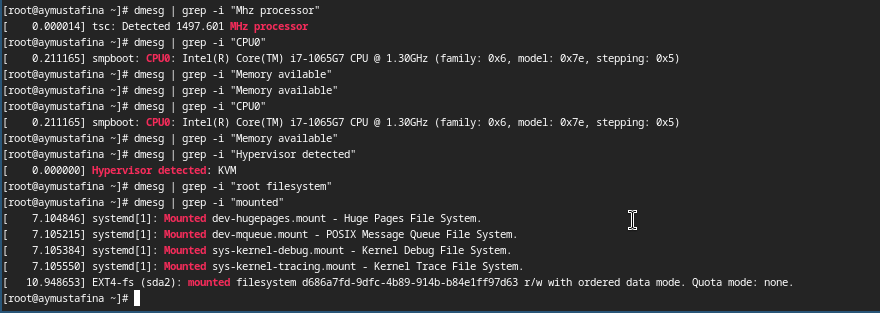 [root@aymustafina ~]# dmesg | grep -i "Mhz processor"
[    0.000014] tsc: Detected 1497.601 MHz processor
[root@aymustafina ~]# dmesg | grep -i "CPU0"
[    0.211165] smpboot: CPU0: Intel(R) Core(TM) i7-1065G7 CPU @ 1.30GHz (family: 0x6, model: 0x7e, stepping: 0x5)
[root@aymustafina ~]# dmesg | grep -i "Memory avilable"
[root@aymustafina ~]# dmesg | grep -i "Memory available"
[root@aymustafina ~]# dmesg | grep -i "CPU0"
[    0.211165] smpboot: CPU0: Intel(R) Core(TM) i7-1065G7 CPU @ 1.30GHz (family: 0x6, model: 0x7e, stepping: 0x5)
[root@aymustafina ~]# dmesg | grep -i "Memory available"
[root@aymustafina ~]# dmesg | grep -i "Hypervisor detected"
[    0.000000] Hypervisor detected: KVM
[root@aymustafina ~]# dmesg | grep -i "root filesystem"
[root@aymustafina ~]# dmesg | grep -i "mounted"
[    7.104846] systemd[1]: Mounted dev-hugepages.mount - Huge Pages File System.
[    7.105215] systemd[1]: Mounted dev-mqueue.mount - POSIX Message Queue File System.
[    7.105384] systemd[1]: Mounted sys-kernel-debug.mount - Kernel Debug File System.
[    7.105550] systemd[1]: Mounted sys-kernel-tracing.mount - Kernel Trace File System.
[   10.948653] EXT4-fs (sda2): mounted filesystem d686a7fd-9dfc-4b89-914b-b84e1ff97d63 r/w with ordered data mode. Quota mode: none.
[root@aymustafina ~]#